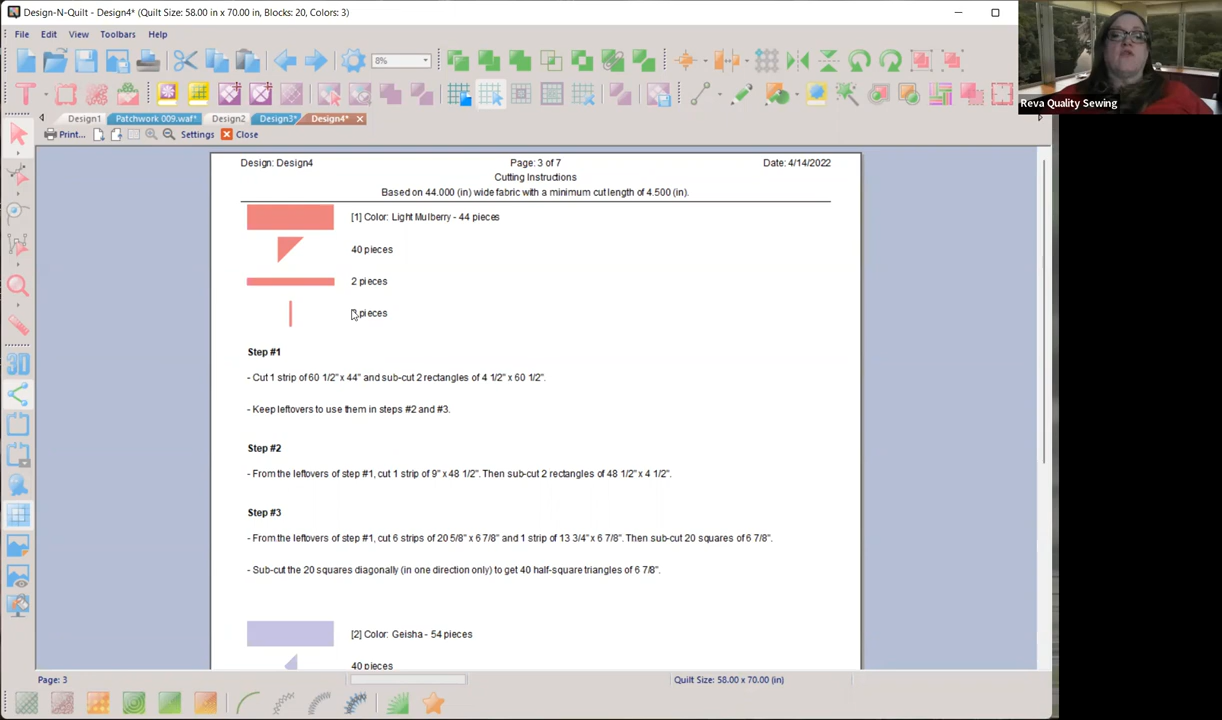 Design-N-Quilt - Design4* (Quilt Size: 58.00 in x 70.00 in, Blocks: 20, Colors: 3)
File Edit View Toolbars Help
8%
Reva Quality Sewing
Design1 Patchwork 009.waf* Design2 Design3* Design4*
Print... Settings Close
Design: Design4 Page: 3 of 7 Date: 4/14/2022
Cutting Instructions
Based on 44.000 (in) wide fabric with a minimum cut length of 4.500 (in).
[1] Color: Light Mulberry - 44 pieces
40 pieces
2 pieces
pieces
Step #1
- Cut 1 strip of 60 1/2" x 44" and sub-cut 2 rectangles of 4 1/2" x 60 1/2".
- Keep leftovers to use them in steps #2 and #3.
Step #2
- From the leftovers of step #1, cut 1 strip of 9" x 48 1/2". Then sub-cut 2 rectangles of 48 1/2" x 4 1/2".
Step #3
- From the leftovers of step #1, cut 6 strips of 20 5/8" x 6 7/8" and 1 strip of 13 3/4" x 6 7/8". Then sub-cut 20 squares of 6 7/8".
- Sub-cut the 20 squares diagonally (in one direction only) to get 40 half-square triangles of 6 7/8".
[2] Color: Geisha - 54 pieces
40 pieces
Page: 3 Quilt Size: 58.00 x 70.00 (in)
3D